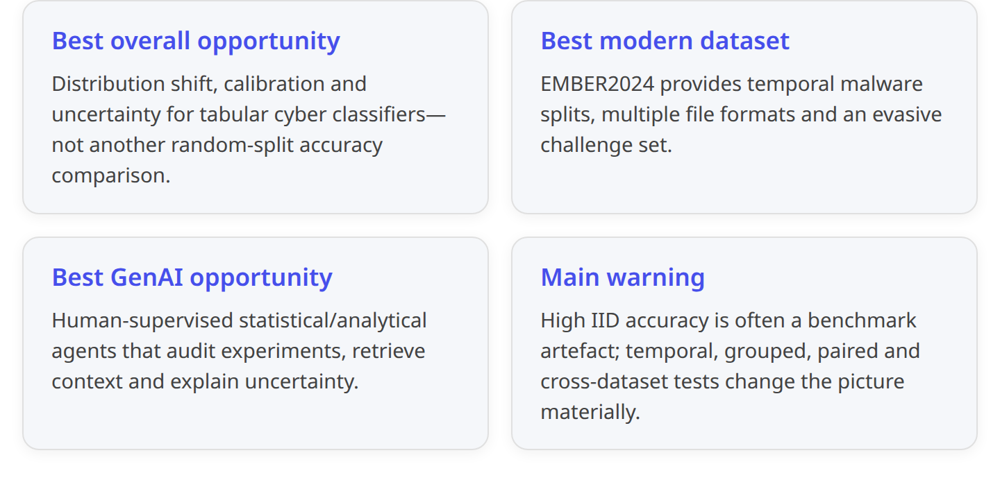 Best overall opportunity
Distribution shift, calibration and
uncertainty for tabular cyber classifiers—
not another random-split accuracy
comparison.
Best modern dataset
EMBER2024 provides temporal malware
splits, multiple file formats and an evasive
challenge set.
Best GenAI opportunity
Human-supervised statistical/analytical
agents that audit experiments, retrieve
context and explain uncertainty.
Main warning
High IID accuracy is often a benchmark
artefact; temporal, grouped, paired and
cross-dataset tests change the picture
materially.